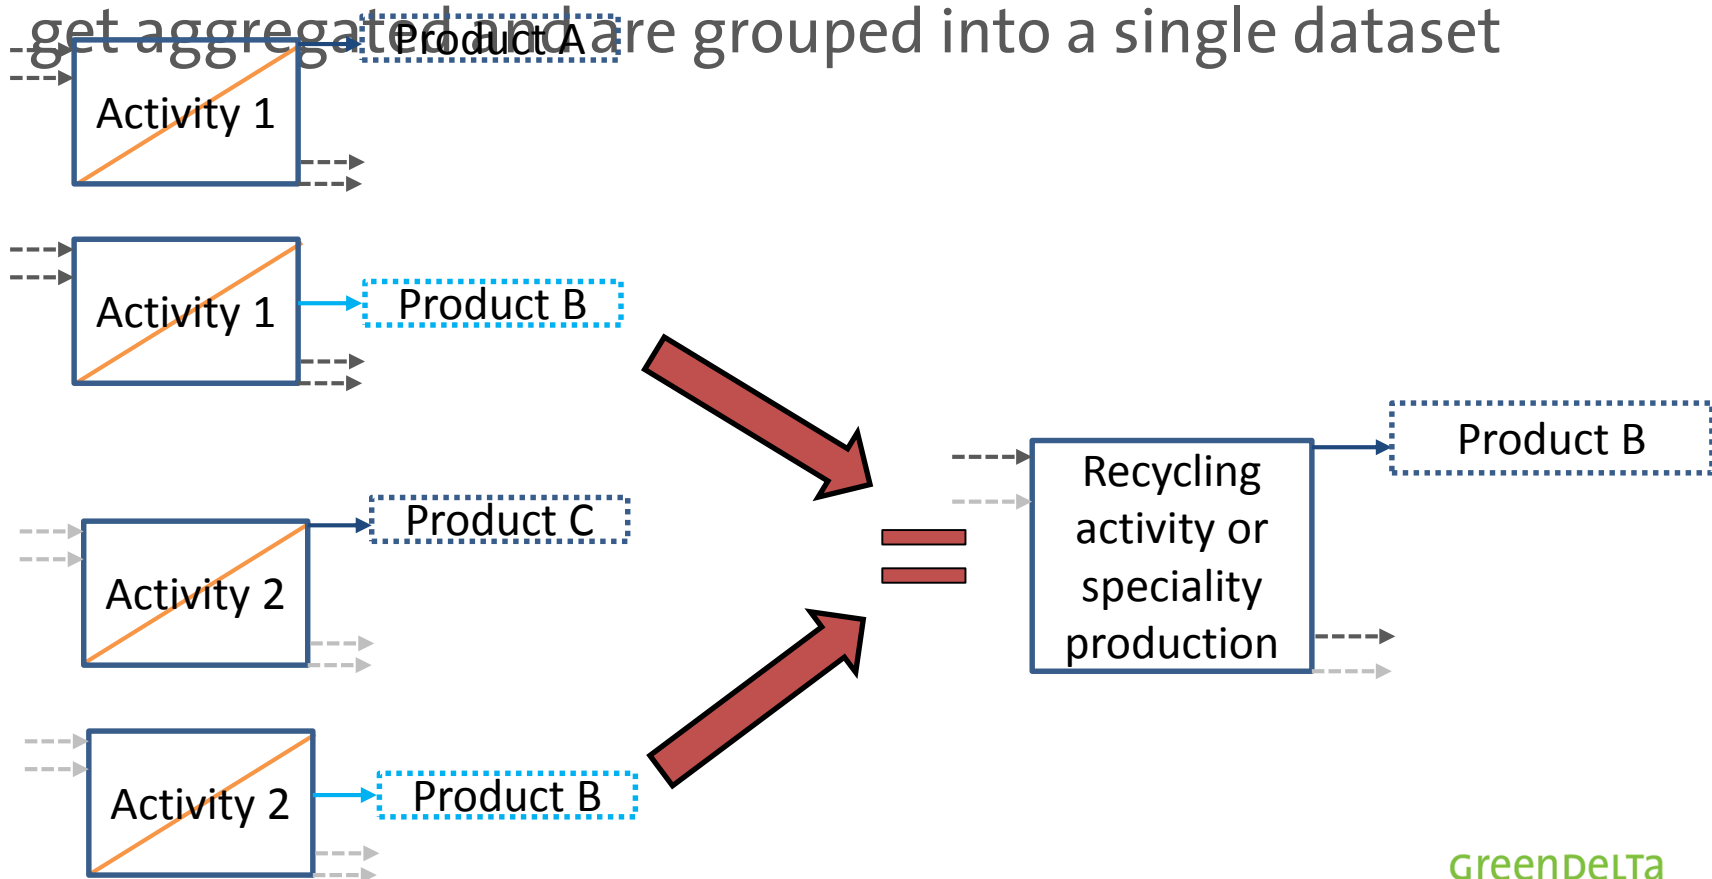 get aggregated and are grouped into a single dataset
Product A
Activity 1
Activity 1
Product B
Product C
Activity 2
Activity 2
Product B
Recycling
activity or
speciality
production
Product B
GreenDeLTa